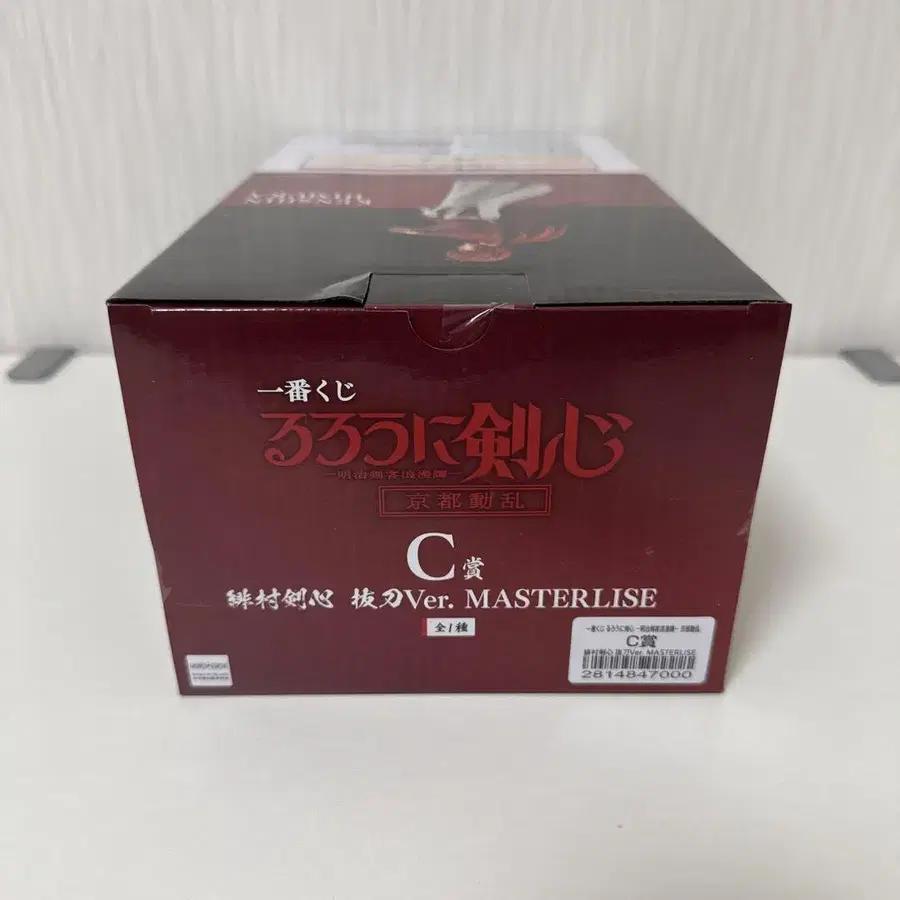 一番くじ
るろうに剣心
─明治剣客浪漫譚─
京都動乱
C賞
緋村剣心 抜刀Ver. MASTERLISE
全1種
一番くじ るろうに剣心 ─明治剣客浪漫譚─ 京都動乱
C賞
緋村剣心 抜刀Ver. MASTERLISE
2814847000